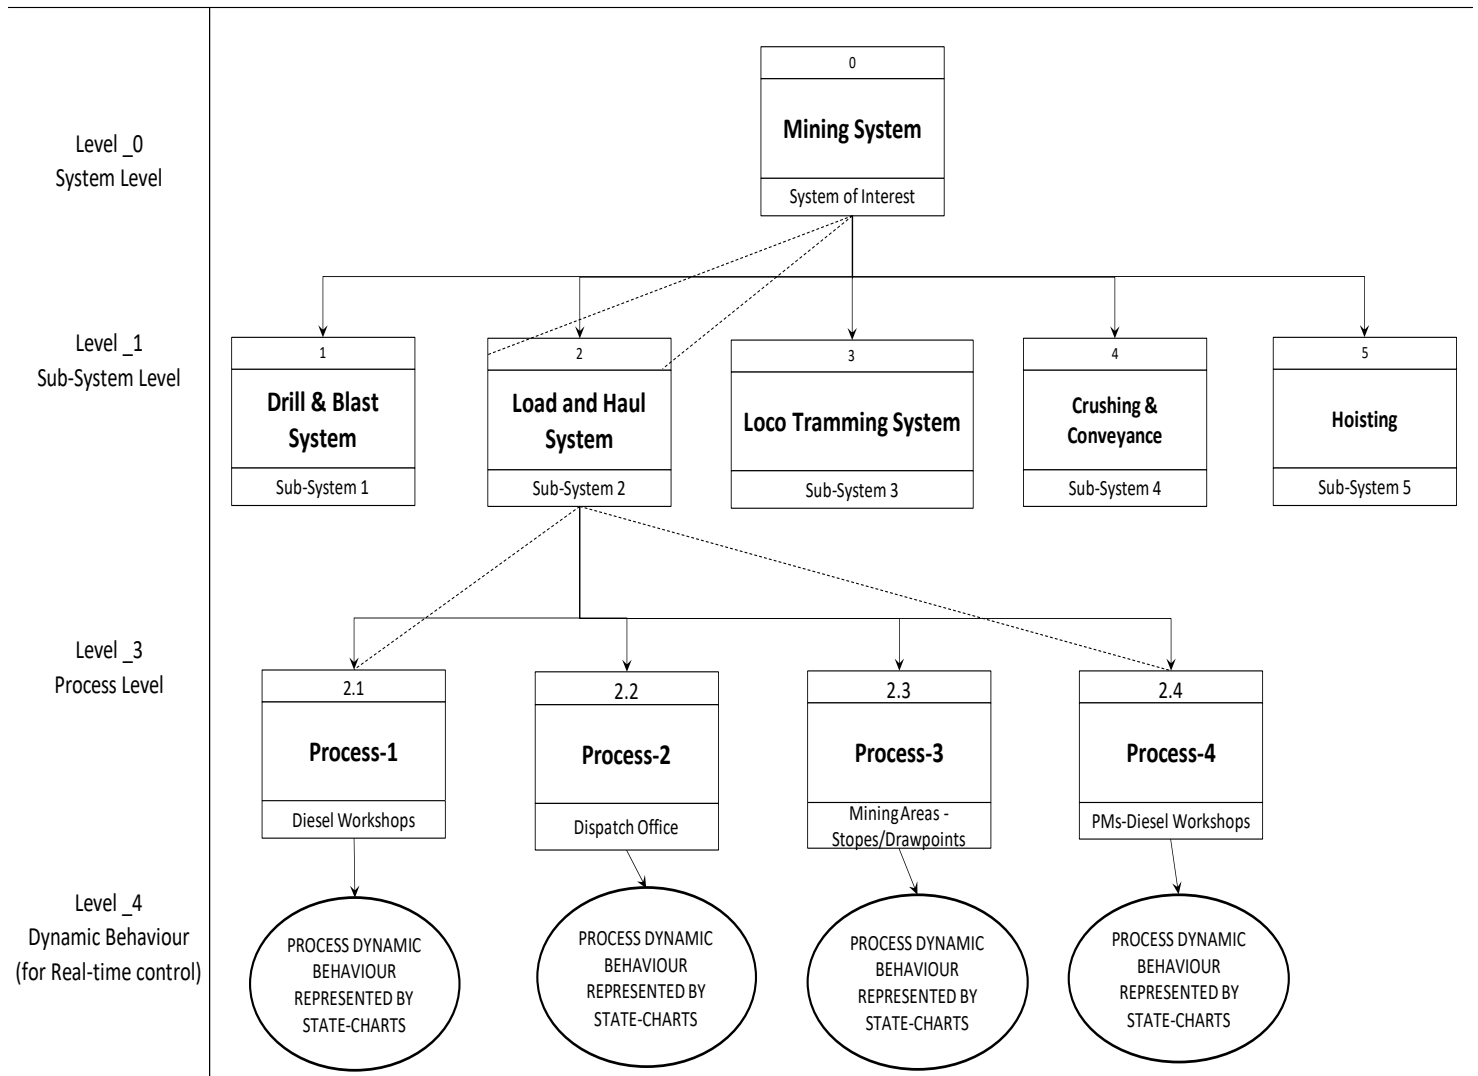 0
Mining System
System of Interest
Level _0
System Level
Level _1
Sub-System Level
1
Drill & Blast
System
Sub-System 1
2
Load and Haul
System
Sub-System 2
3
Loco Tramming System
Sub-System 3
4
Crushing &
Conveyance
Sub-System 4
5
Hoisting
Sub-System 5
Level _3
Process Level
2.1
Process-1
Diesel Workshops
2.2
Process-2
Dispatch Office
2.3
Process-3
Mining Areas -
Stopes/Drawpoints
2.4
Process-4
PMs-Diesel Workshops
Level _4
Dynamic Behaviour
(for Real-time control)
PROCESS DYNAMIC
BEHAVIOUR
REPRESENTED BY
STATE-CHARTS
PROCESS DYNAMIC
BEHAVIOUR
REPRESENTED BY
STATE-CHARTS
PROCESS DYNAMIC
BEHAVIOUR
REPRESENTED BY
STATE-CHARTS
PROCESS DYNAMIC
BEHAVIOUR
REPRESENTED BY
STATE-CHARTS